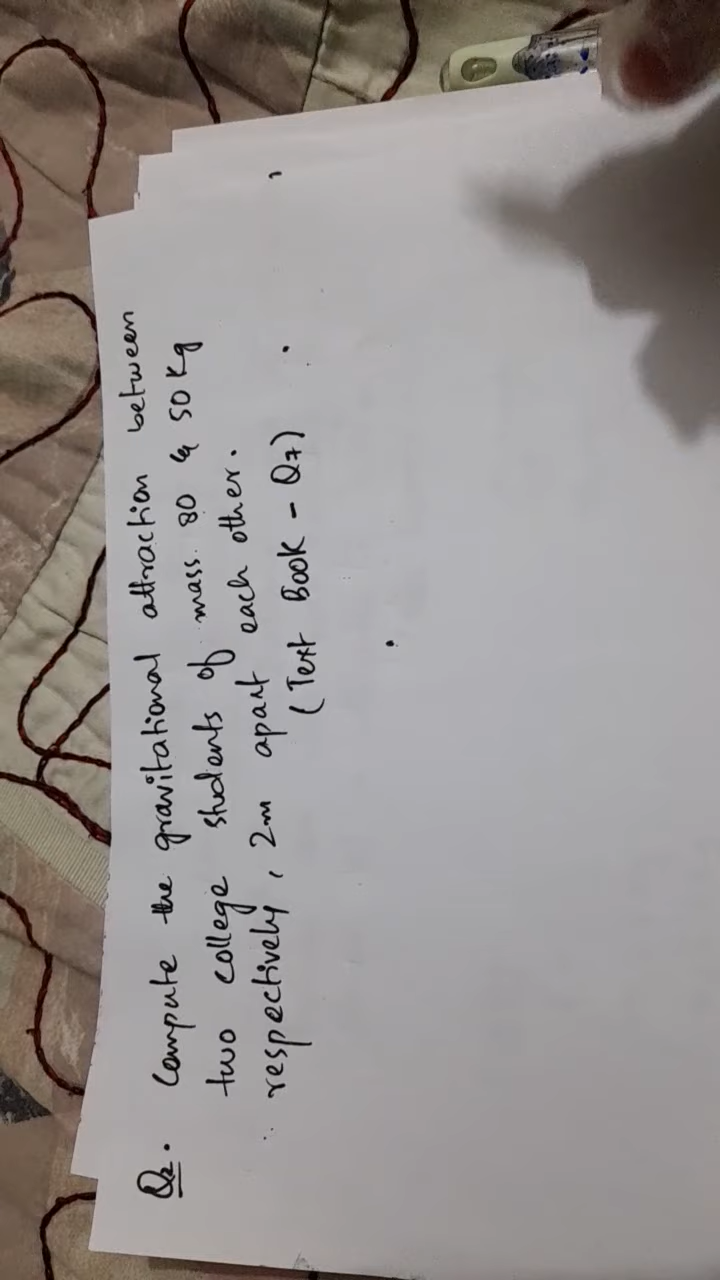 Q2. Compute the gravitational attraction between
two college students of mass 80 & 50 Kg
respectively, 2m apart each other.
(Text Book - Q7)